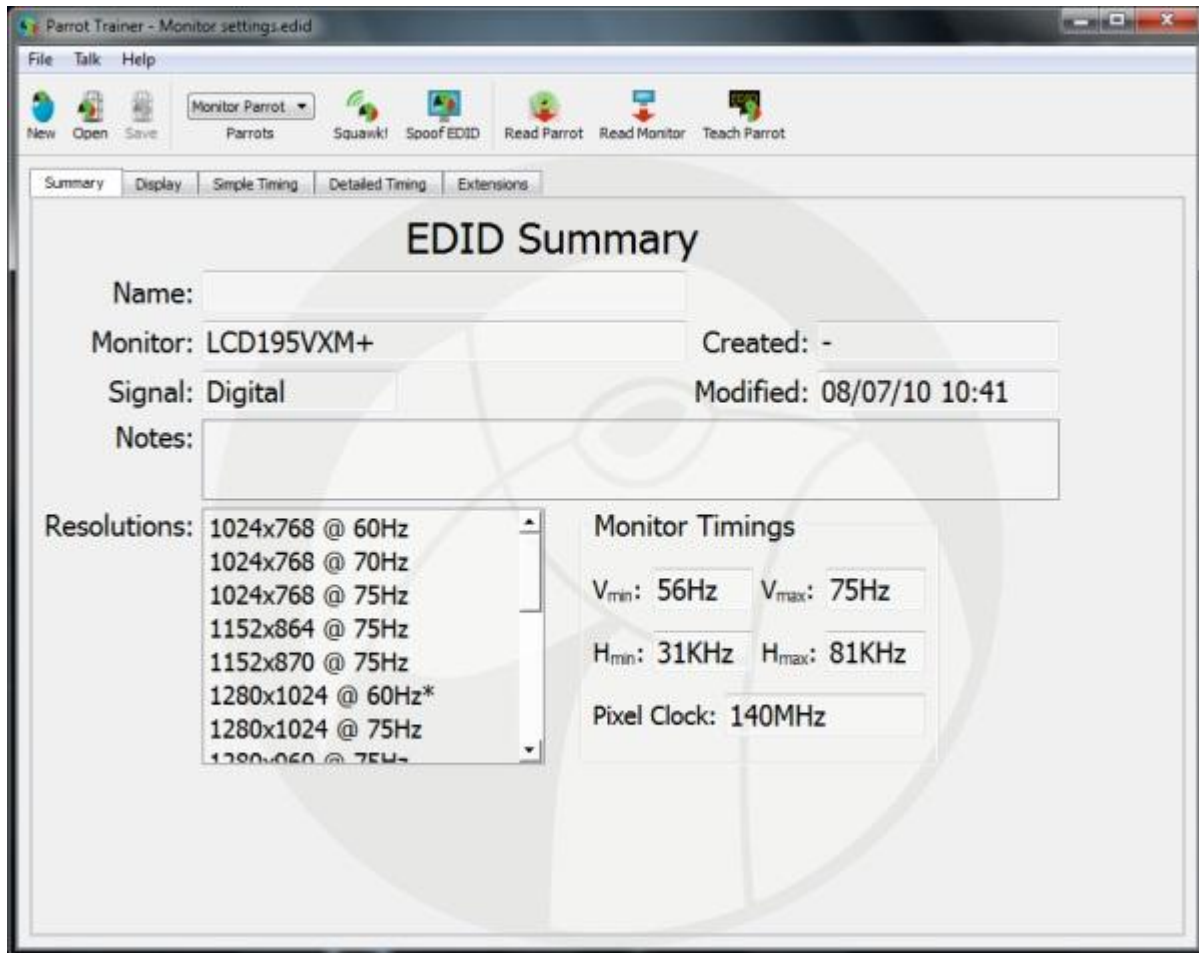 Parrot Trainer - Monitor settings.edid
File Talk Help
Monitor Parrot
New Open Save Parrots Squawk! Spoof EDID Read Parrot Read Monitor Teach Parrot
Summary Display Simple Timing Detailed Timing Extensions
EDID Summary
Name:
Monitor: LCD195VXM+ Created: -
Signal: Digital Modified: 08/07/10 10:41
Notes:
Resolutions: 1024x768 @ 60Hz
1024x768 @ 70Hz
1024x768 @ 75Hz
1152x864 @ 75Hz
1152x870 @ 75Hz
1280x1024 @ 60Hz*
1280x1024 @ 75Hz
1280x960 @ 75Hz
Monitor Timings
Vmin: 56Hz Vmax: 75Hz
Hmin: 31KHz Hmax: 81KHz
Pixel Clock: 140MHz